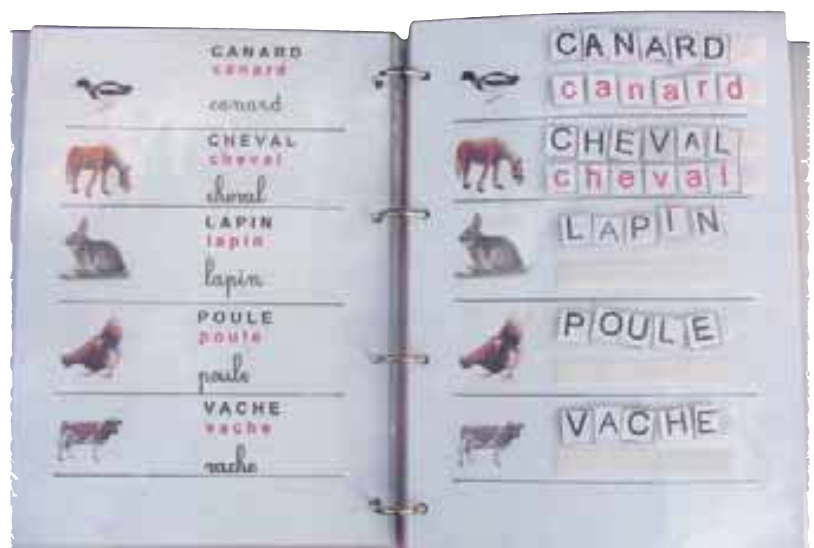 CANARD
canard
canard
CHEVAL
cheval
cheval
LAPIN
lapin
lapin
POULE
poule
poule
VACHE
vache
vache
CANARD
canard
CHEVAL
cheval
LAPIN
POULE
VACHE